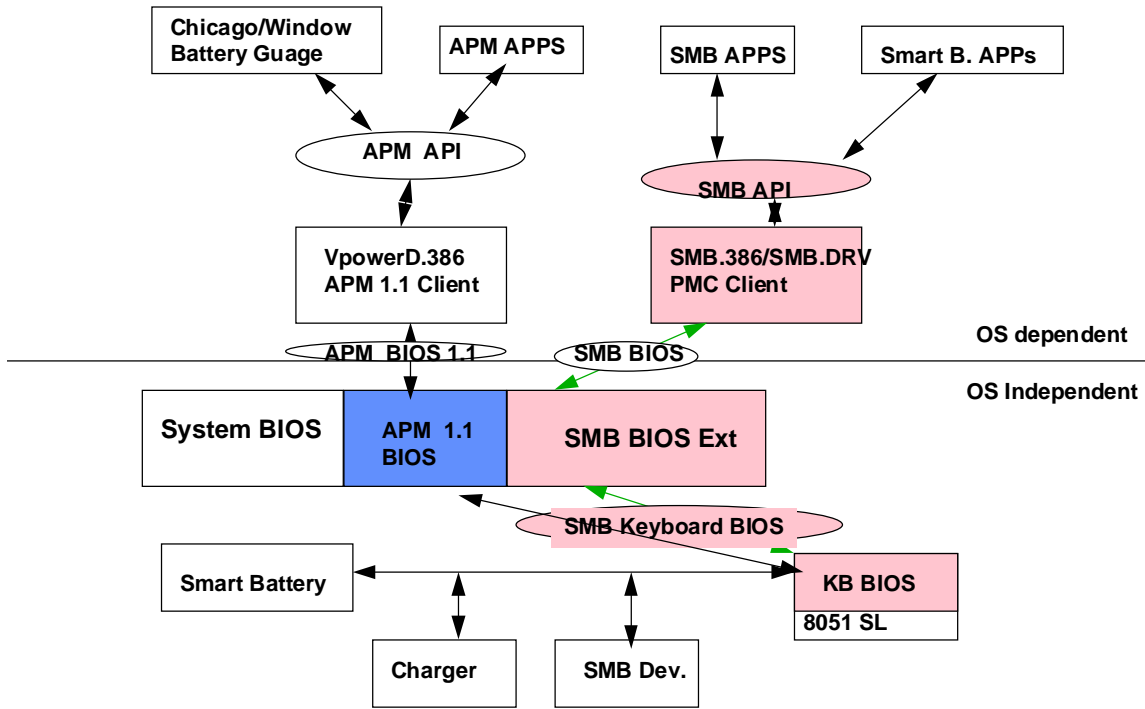 Chicago/Window
Battery Guage
APM APPS
SMB APPS
Smart B. APPs
APM API
SMB API
VpowerD.386
APM 1.1 Client
SMB.386/SMB.DRV
PMC Client
OS dependent
APM BIOS 1.1
SMB BIOS
OS Independent
System BIOS
APM 1.1
BIOS
SMB BIOS Ext
SMB Keyboard BIOS
Smart Battery
KB BIOS
8051 SL
Charger
SMB Dev.